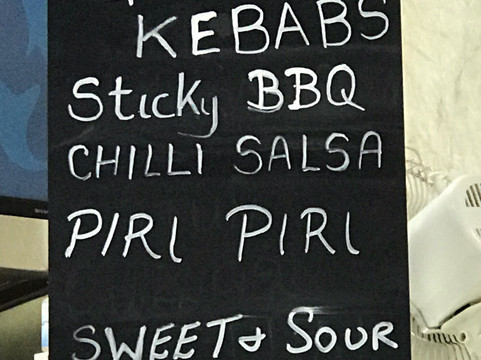 KEBABS
Sticky BBQ
CHILLI SALSA
PIRI PIRI
SWEET & SOUR